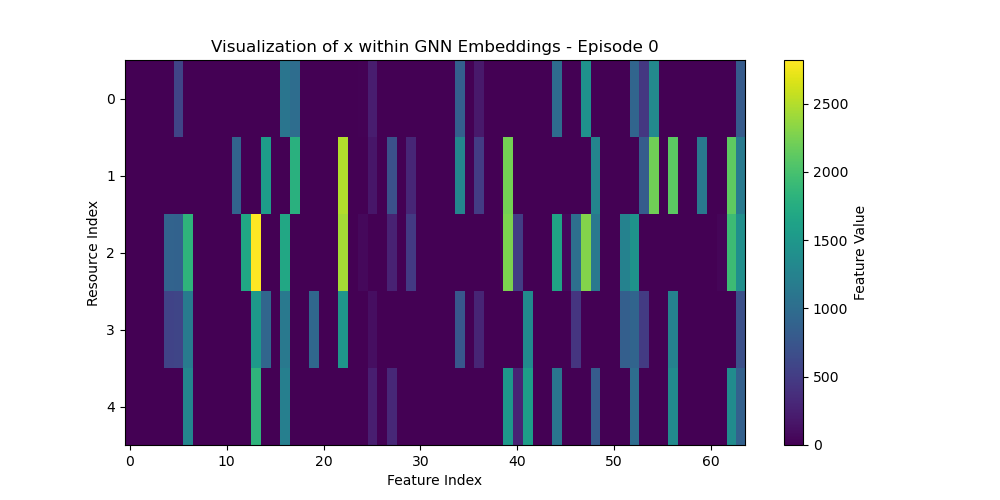 Visualization of x within GNN Embeddings - Episode 0
Resource Index
0
1
2
3
4
0 10 20 30 40 50 60
Feature Index
2500
2000
1500
1000
500
0
Feature Value